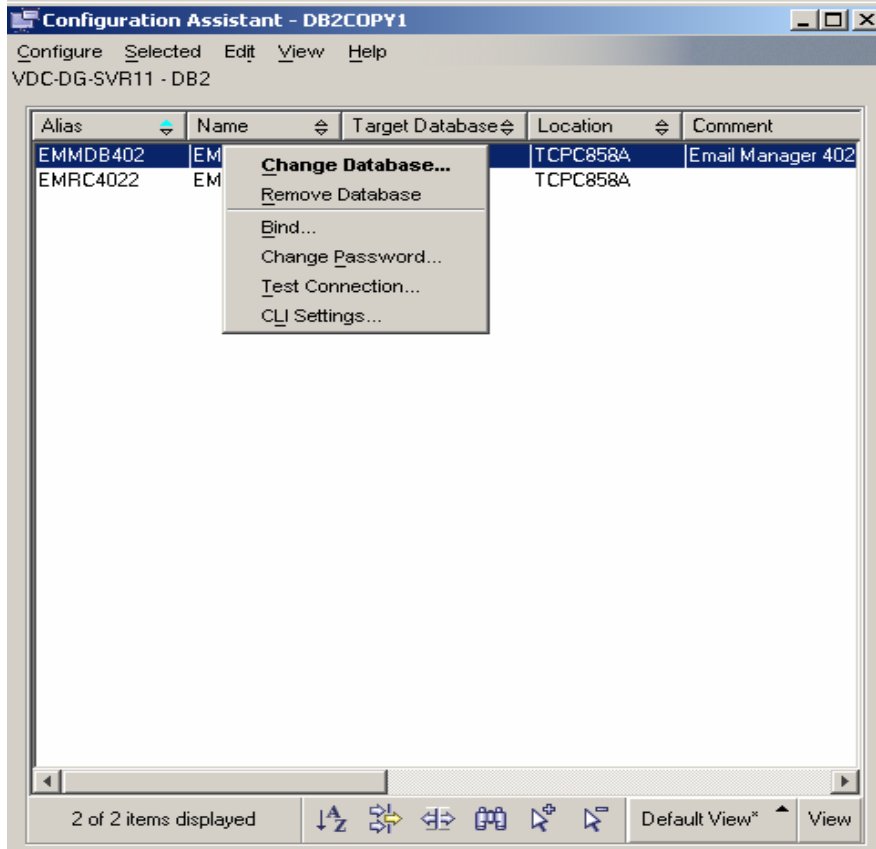 Configuration Assistant - DB2COPY1
Configure Selected Edit View Help
VDC-DG-SVR11 - DB2
Alias Name Target Database Location Comment
EMMDB402 EM TCPC858A Email Manager 402
EMRC4022 EM TCPC858A
Change Database...
Remove Database
Bind...
Change Password...
Test Connection...
CLI Settings...
2 of 2 items displayed Default View* View